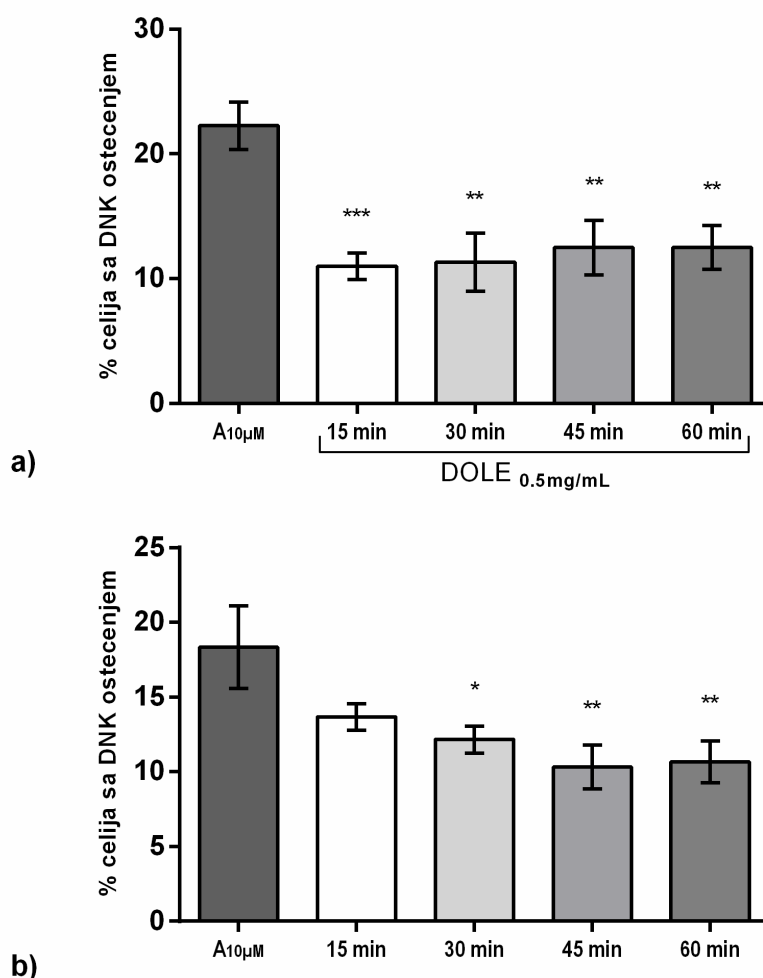 % celija sa DNK ostecenjem
30
20
10
0
***
**
**
**
A10µM 15 min 30 min 45 min 60 min
DOLE 0.5mg/mL
a)
% celija sa DNK ostecenjem
25
20
15
10
5
0
*
**
**
A10µM 15 min 30 min 45 min 60 min
b)